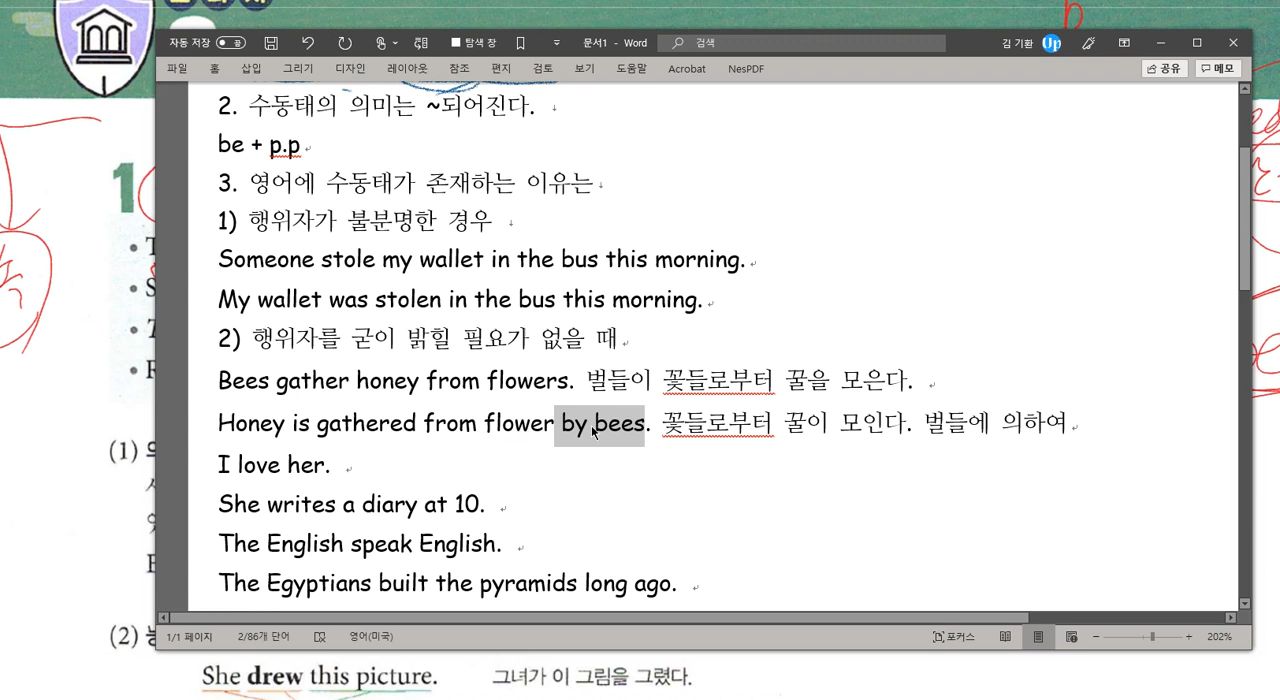 자동 저장 끔 탐색 창 문서1 - Word 검색 김 기환 Up
파일 홈 삽입 그리기 디자인 레이아웃 참조 편지 검토 보기 도움말 Acrobat NesPDF 공유 메모
2. 수동태의 의미는 ~되어진다.
be + p.p
3. 영어에 수동태가 존재하는 이유는
1) 행위자가 불분명한 경우
Someone stole my wallet in the bus this morning.
My wallet was stolen in the bus this morning.
2) 행위자를 굳이 밝힐 필요가 없을 때
Bees gather honey from flowers. 벌들이 꽃들로부터 꿀을 모은다.
Honey is gathered from flower by bees. 꽃들로부터 꿀이 모인다. 벌들에 의하여
I love her.
She writes a diary at 10.
The English speak English.
The Egyptians built the pyramids long ago.
1/1 페이지 2/86개 단어 영어(미국) 포커스 202%
1
(1)
(2)
She drew this picture. 그녀가 이 그림을 그렸다.